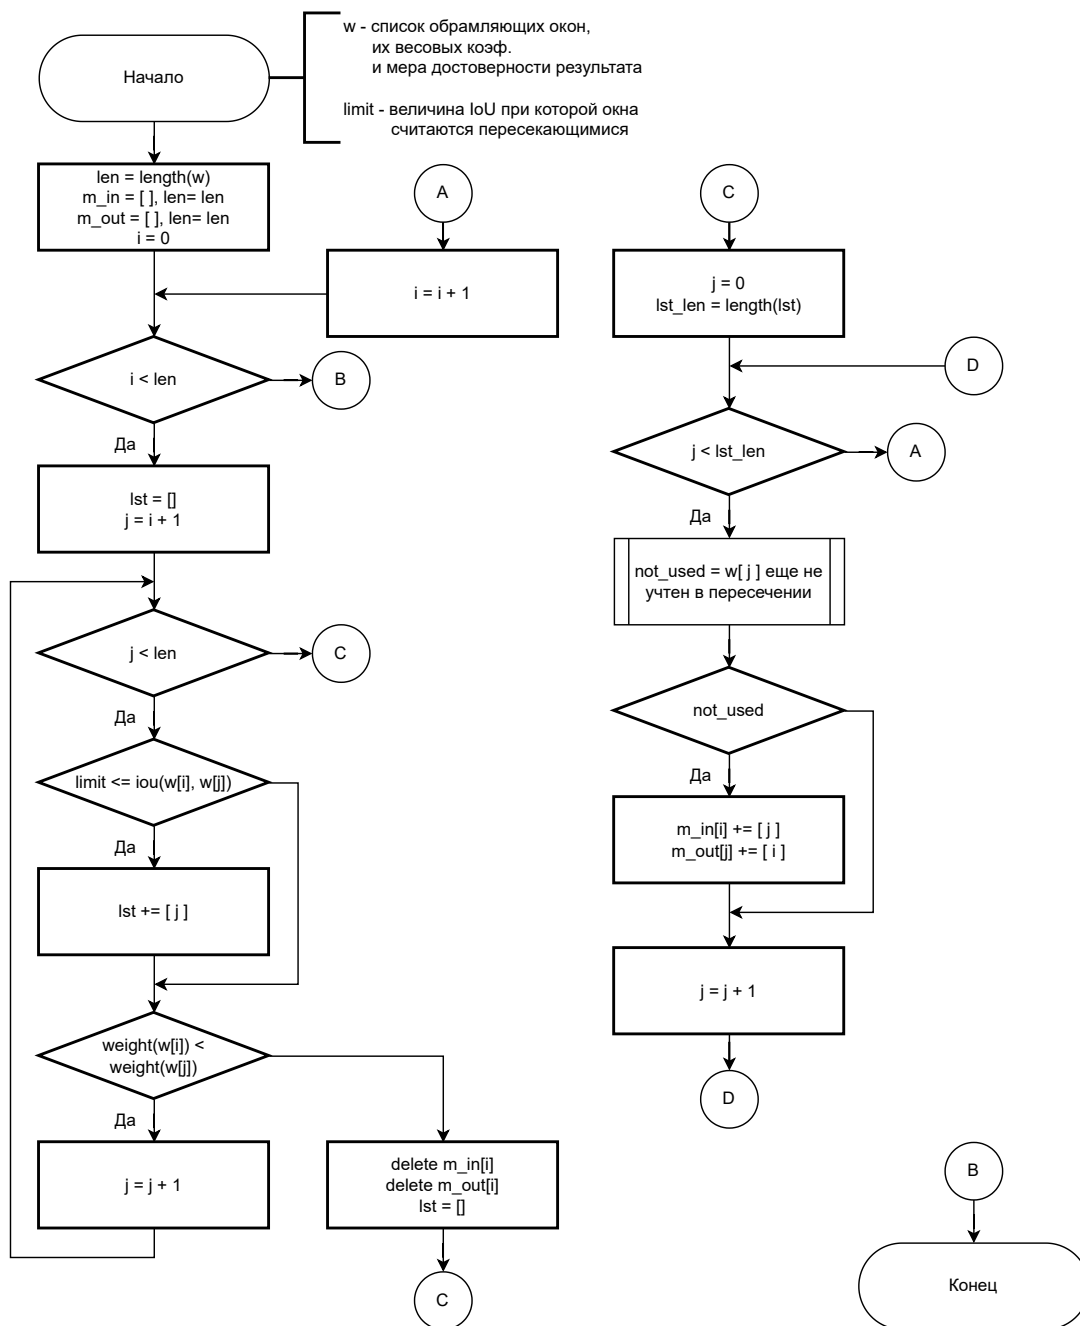 Начало
w - список обрамляющих окон,
их весовых коэф.
и мера достоверности результата
limit - величина IoU при которой окна
считаются пересекающимися
len = length(w)
m_in = [ ], len= len
m_out = [ ], len= len
i = 0
A
i = i + 1
i < len
B
Да
lst = []
j = i + 1
j < len
C
Да
limit <= iou(w[i], w[j])
Да
lst += [ j ]
weight(w[i]) <
weight(w[j])
Да
j = j + 1
delete m_in[i]
delete m_out[i]
lst = []
C
C
j = 0
lst_len = length(lst)
D
j < lst_len
A
Да
not_used = w[ j ] еще не
учтен в пересечении
not_used
Да
m_in[i] += [ j ]
m_out[j] += [ i ]
j = j + 1
D
B
Конец